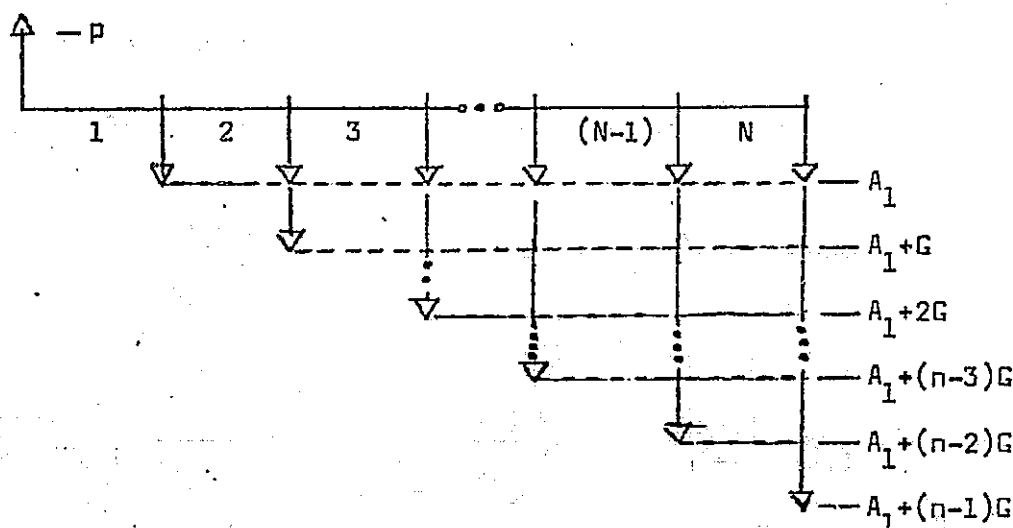 — P
1 2 3 (N-1) N
A₁
A₁+G
A₁+2G
A₁+(n-3)G
A₁+(n-2)G
A₁+(n-1)G